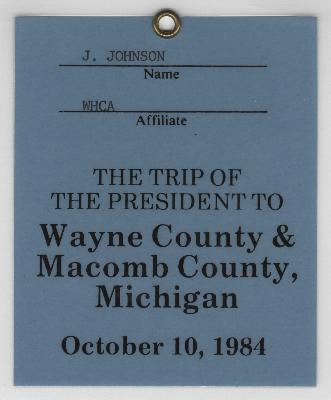 J. JOHNSON
Name
WHCA
Affiliate
THE TRIP OF
THE PRESIDENT TO
Wayne County &
Macomb County,
Michigan
October 10, 1984